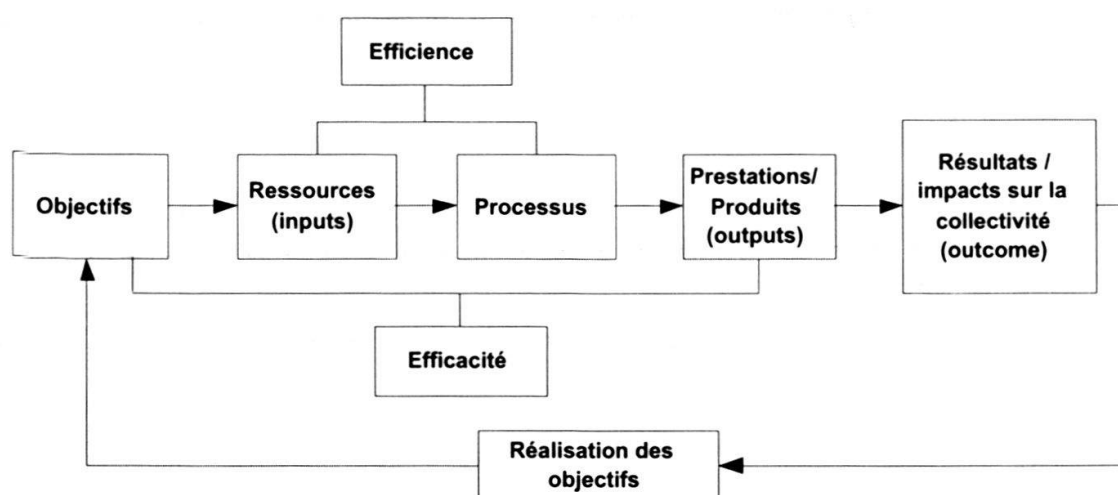 Efficience
Objectifs
Ressources
(inputs)
Processus
Prestations/
Produits
(outputs)
Résultats /
impacts sur la
collectivité
(outcome)
Efficacité
Réalisation des
objectifs